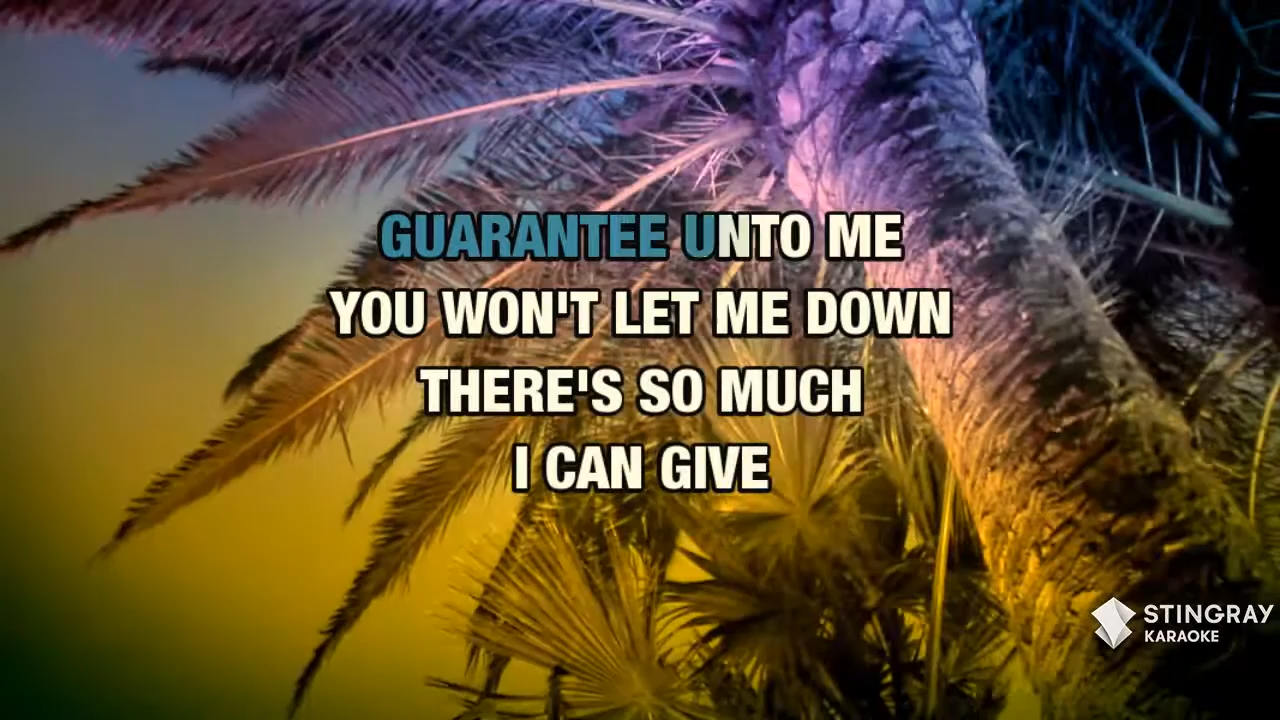 GUARANTEE UNTO ME
YOU WON'T LET ME DOWN
THERE'S SO MUCH
I CAN GIVE
STINGRAY
KARAOKE